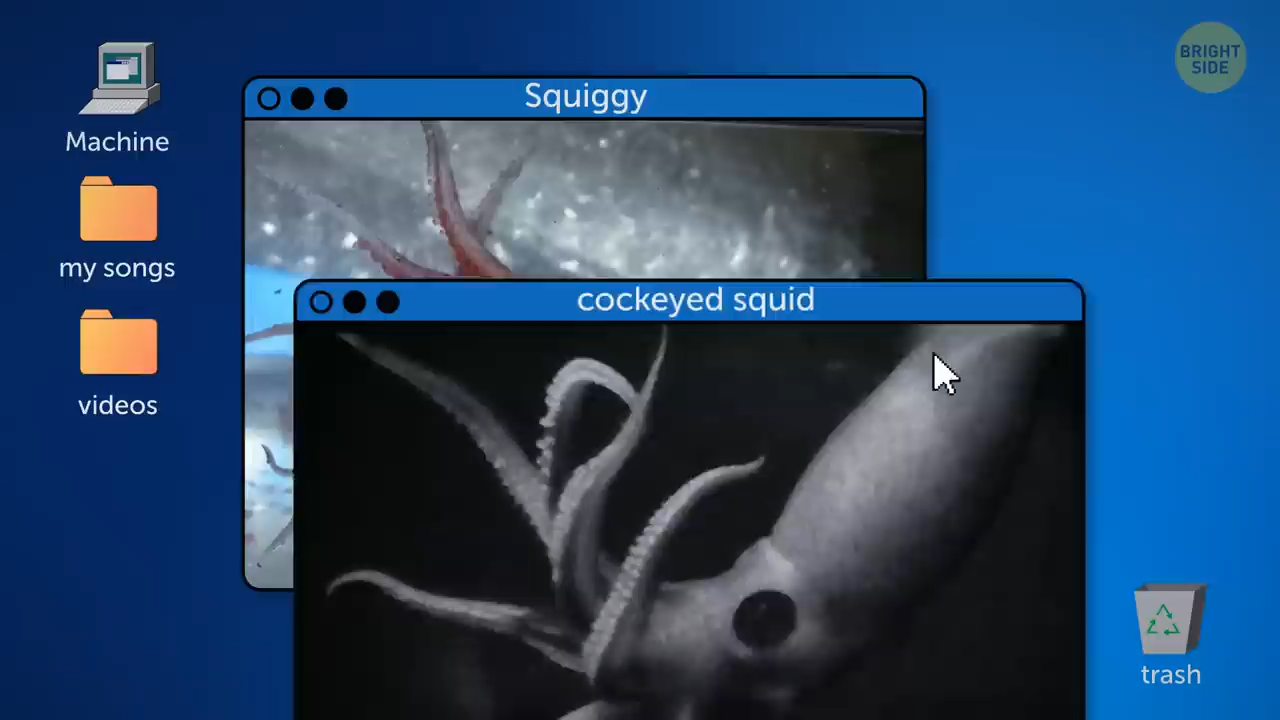 BRIGHT
SIDE
Squiggy
Machine
my songs
cockeyed squid
videos
trash